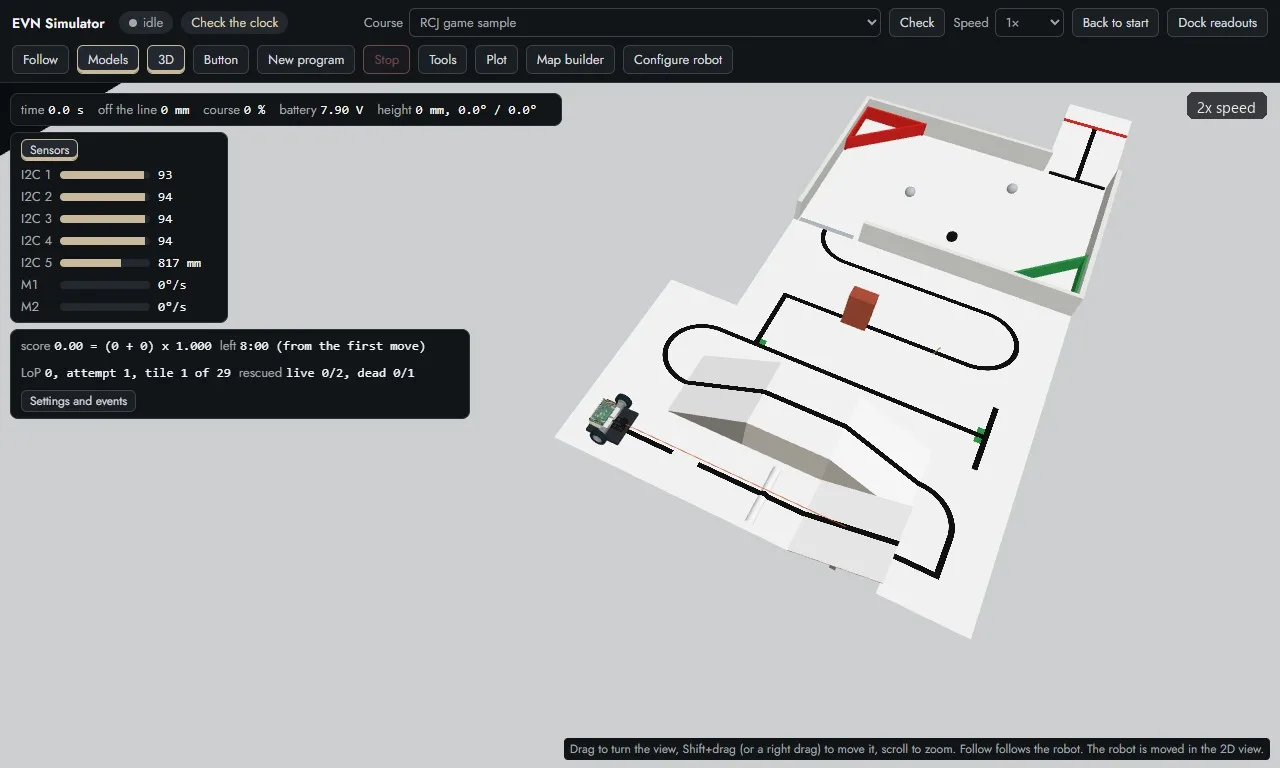 EVN Simulator idle Check the clock Course RCJ game sample Check Speed 1× Back to start Dock readouts
Follow Models 3D Button New program Stop Tools Plot Map builder Configure robot
time 0.0 s off the line 0 mm course 0 % battery 7.90 V height 0 mm, 0.0° / 0.0°
2x speed
Sensors
I2C 1 93
I2C 2 94
I2C 3 94
I2C 4 94
I2C 5 817 mm
M1 0°/s
M2 0°/s
score 0.00 = (0 + 0) x 1.000 left 8:00 (from the first move)
LoP 0, attempt 1, tile 1 of 29 rescued live 0/2, dead 0/1
Settings and events
Drag to turn the view, Shift+drag (or a right drag) to move it, scroll to zoom. Follow follows the robot. The robot is moved in the 2D view.